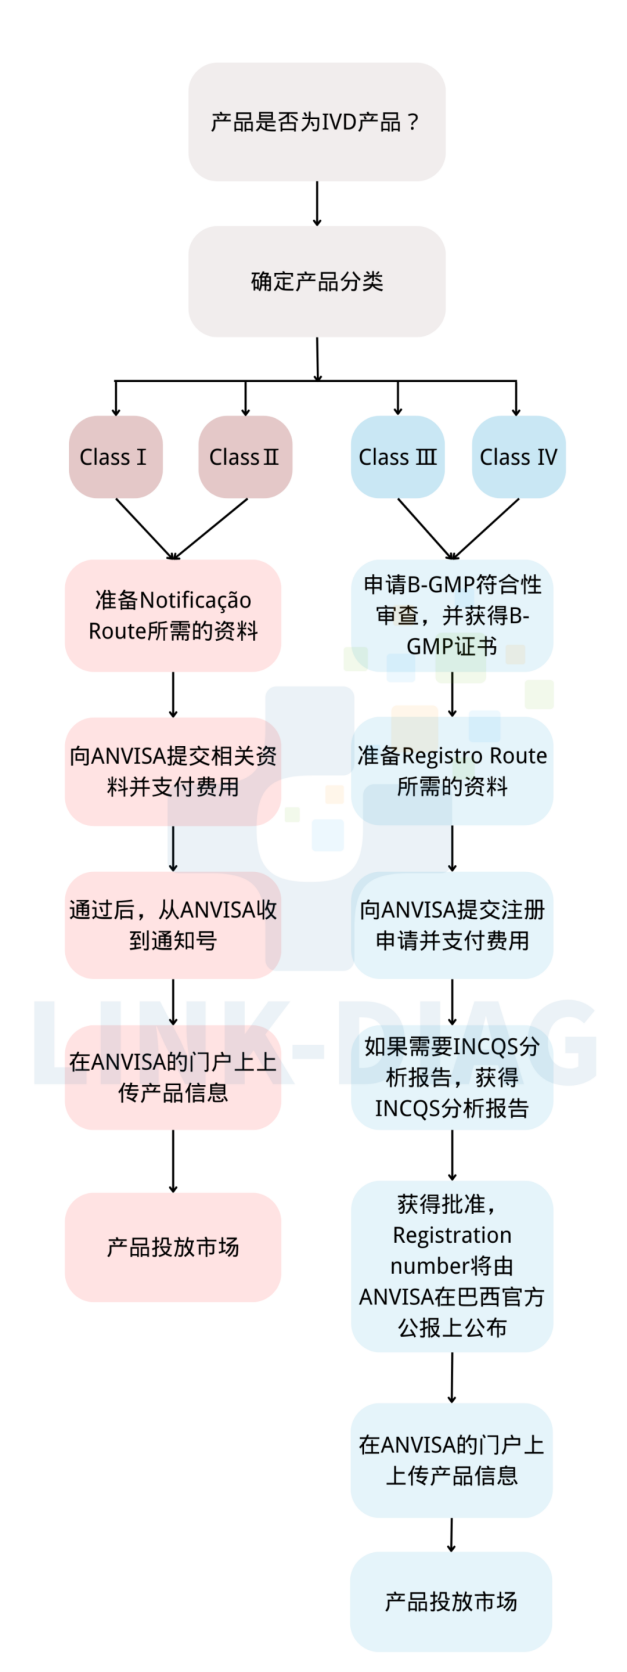 产品是否为IVD产品？
确定产品分类
Class Ⅰ
Class Ⅱ
Class Ⅲ
Class Ⅳ
准备Notificação
Route所需的资料
向ANVISA提交相关资
料并支付费用
通过后，从ANVISA收
到通知号
在ANVISA的门户上上
传产品信息
产品投放市场
申请B-GMP符合性
审查，并获得B-
GMP证书
准备Registro Route
所需的资料
向ANVISA提交注册
申请并支付费用
如果需要INCQS分
析报告，获得
INCQS分析报告
获得批准，
Registration
number将由
ANVISA在巴西官方
公报上公布
在ANVISA的门户上
上传产品信息
产品投放市场
LINK-DIAG